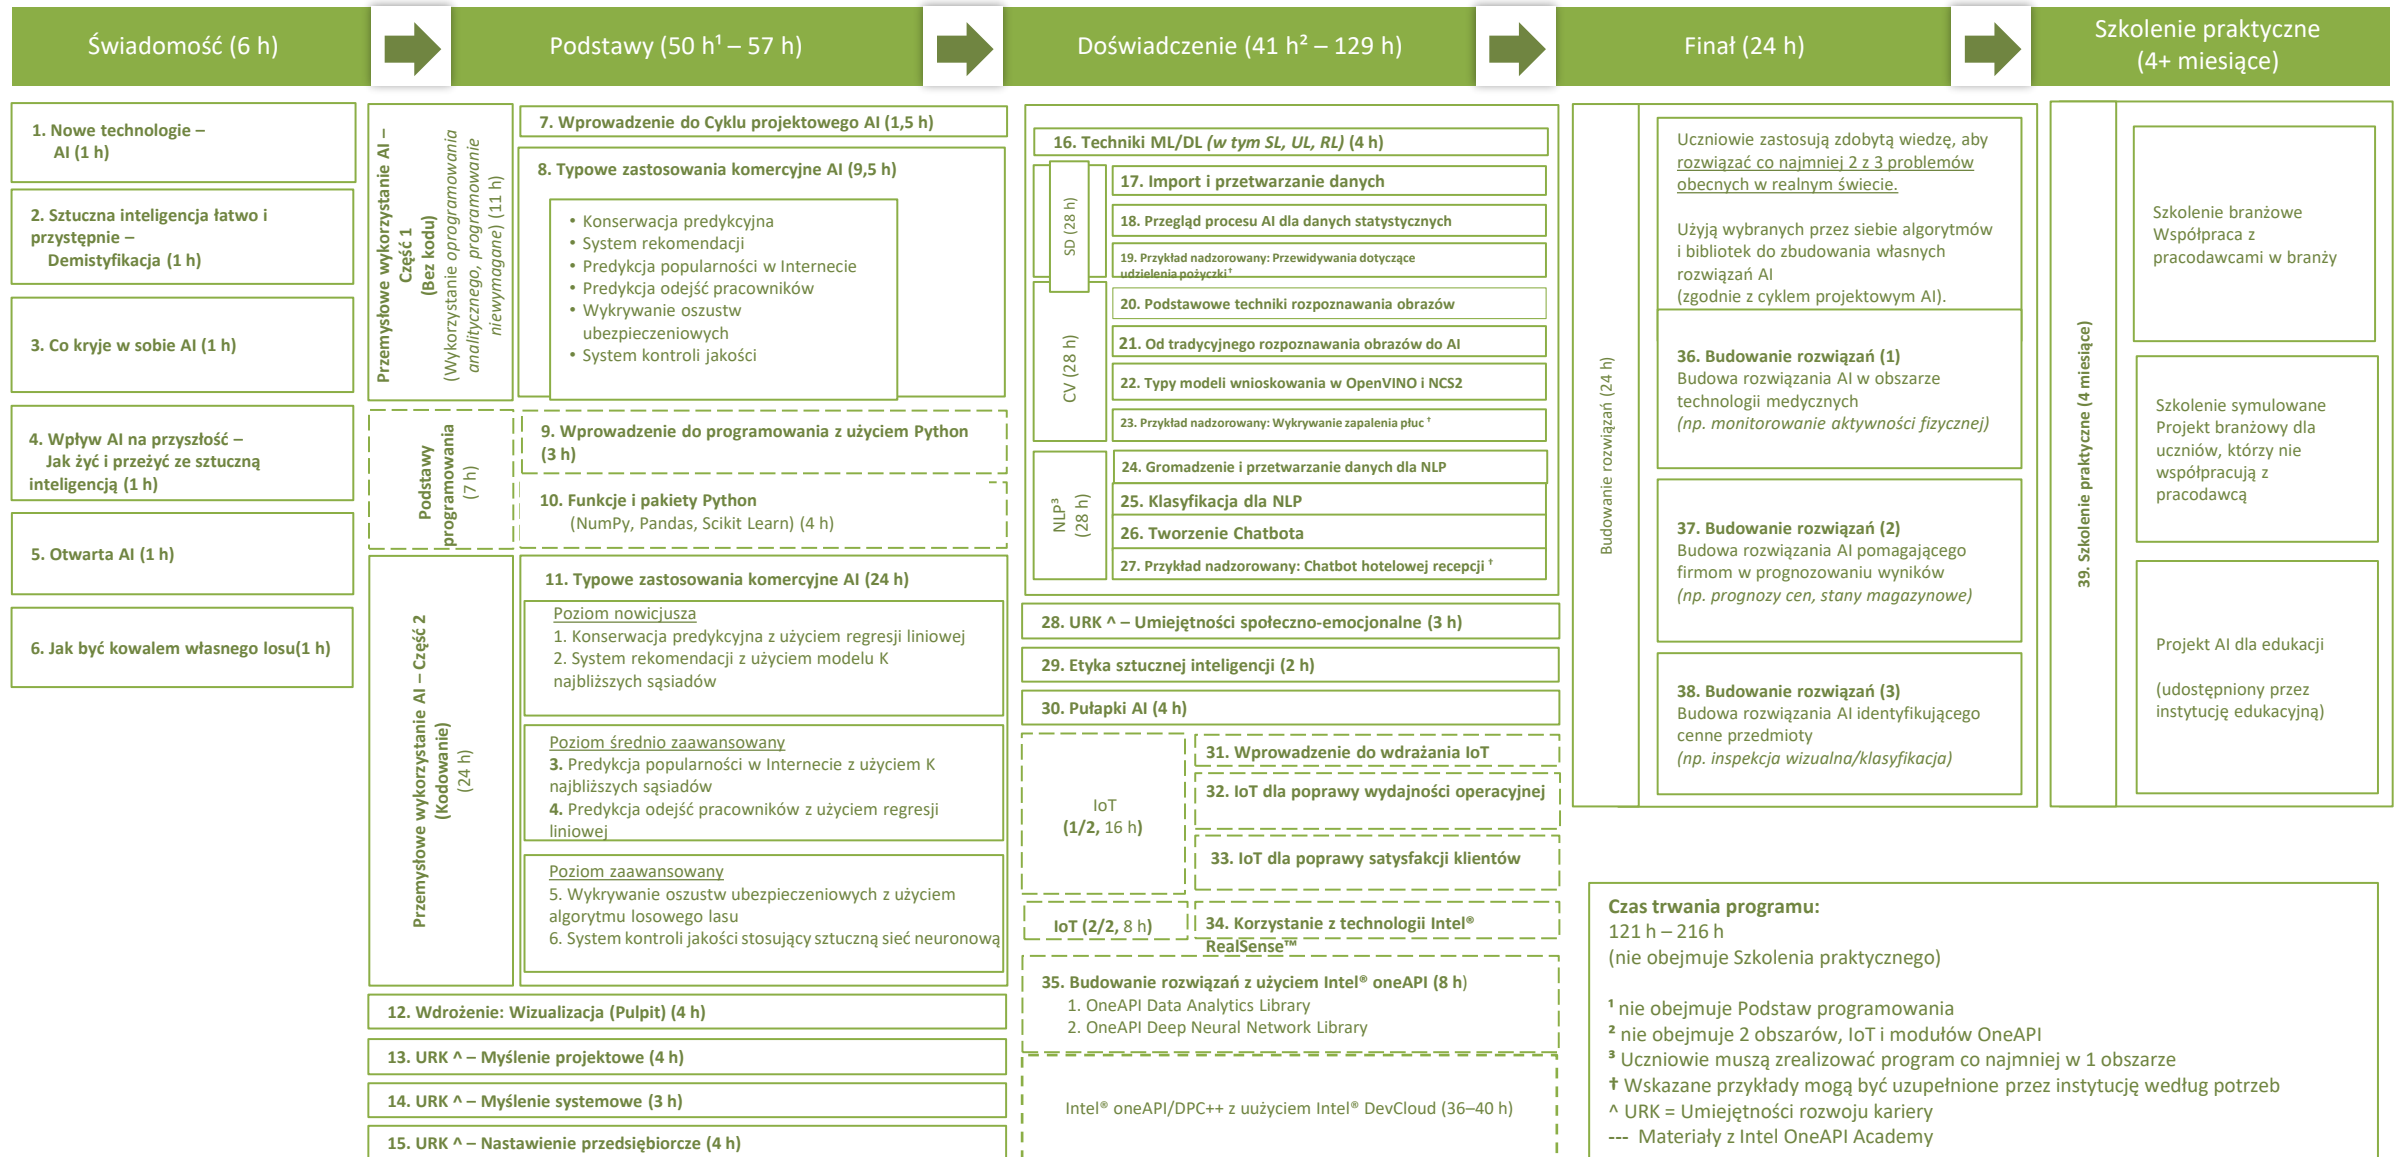 Świadomość (6 h)
Podstawy (50 h¹ – 57 h)
Doświadczenie (41 h² – 129 h)
Finał (24 h)
Szkolenie praktyczne
(4+ miesiące)
1. Nowe technologie –
AI (1 h)
2. Sztuczna inteligencja łatwo i
przystępnie –
Demistyfikacja (1 h)
3. Co kryje w sobie AI (1 h)
4. Wpływ AI na przyszłość –
Jak żyć i przeżyć ze sztuczną
inteligencją (1 h)
5. Otwarta AI (1 h)
6. Jak być kowalem własnego losu(1 h)
Przemysłowe wykorzystanie AI –
Część 1
(Bez kodu)
(Wykorzystanie oprogramowania
analitycznego, programowanie
niewymagane) (11 h)
7. Wprowadzenie do Cyklu projektowego AI (1,5 h)
8. Typowe zastosowania komercyjne AI (9,5 h)
• Konserwacja predykcyjna
• System rekomendacji
• Predykcja popularności w Internecie
• Predykcja odejść pracowników
• Wykrywanie oszustw
ubezpieczeniowych
• System kontroli jakości
Podstawy
programowania
(7 h)
9. Wprowadzenie do programowania z użyciem Python
(3 h)
10. Funkcje i pakiety Python
(NumPy, Pandas, Scikit Learn) (4 h)
Przemysłowe wykorzystanie AI – Część 2
(Kodowanie)
(24 h)
11. Typowe zastosowania komercyjne AI (24 h)
Poziom nowicjusza
1. Konserwacja predykcyjna z użyciem regresji liniowej
2. System rekomendacji z użyciem modelu K
najbliższych sąsiadów
Poziom średnio zaawansowany
3. Predykcja popularności w Internecie z użyciem K
najbliższych sąsiadów
4. Predykcja odejść pracowników z użyciem regresji
liniowej
Poziom zaawansowany
5. Wykrywanie oszustw ubezpieczeniowych z użyciem
algorytmu losowego lasu
6. System kontroli jakości stosujący sztuczną sieć neuronową
12. Wdrożenie: Wizualizacja (Pulpit) (4 h)
13. URK ^ – Myślenie projektowe (4 h)
14. URK ^ – Myślenie systemowe (3 h)
15. URK ^ – Nastawienie przedsiębiorcze (4 h)
16. Techniki ML/DL (w tym SL, UL, RL) (4 h)
SD (28 h)
17. Import i przetwarzanie danych
18. Przegląd procesu AI dla danych statystycznych
19. Przykład nadzorowany: Przewidywania dotyczące
udzielenia pożyczki†
CV (28 h)
20. Podstawowe techniki rozpoznawania obrazów
21. Od tradycyjnego rozpoznawania obrazów do AI
22. Typy modeli wnioskowania w OpenVINO i NCS2
23. Przykład nadzorowany: Wykrywanie zapalenia płuc †
NLP³
(28 h)
24. Gromadzenie i przetwarzanie danych dla NLP
25. Klasyfikacja dla NLP
26. Tworzenie Chatbota
27. Przykład nadzorowany: Chatbot hotelowej recepcji †
28. URK ^ – Umiejętności społeczno-emocjonalne (3 h)
29. Etyka sztucznej inteligencji (2 h)
30. Pułapki AI (4 h)
IoT
(1/2, 16 h)
31. Wprowadzenie do wdrażania IoT
32. IoT dla poprawy wydajności operacyjnej
33. IoT dla poprawy satysfakcji klientów
IoT (2/2, 8 h)
34. Korzystanie z technologii Intel®
RealSense™
35. Budowanie rozwiązań z użyciem Intel® oneAPI (8 h)
1. OneAPI Data Analytics Library
2. OneAPI Deep Neural Network Library
Intel® oneAPI/DPC++ z uużyciem Intel® DevCloud (36–40 h)
Budowanie rozwiązań (24 h)
Uczniowie zastosują zdobytą wiedzę, aby
rozwiązać co najmniej 2 z 3 problemów
obecnych w realnym świecie.
Użyją wybranych przez siebie algorytmów
i bibliotek do zbudowania własnych
rozwiązań AI
(zgodnie z cyklem projektowym AI).
36. Budowanie rozwiązań (1)
Budowa rozwiązania AI w obszarze
technologii medycznych
(np. monitorowanie aktywności fizycznej)
37. Budowanie rozwiązań (2)
Budowa rozwiązania AI pomagającego
firmom w prognozowaniu wyników
(np. prognozy cen, stany magazynowe)
38. Budowanie rozwiązań (3)
Budowa rozwiązania AI identyfikującego
cenne przedmioty
(np. inspekcja wizualna/klasyfikacja)
39. Szkolenie praktyczne (4 miesiące)
Szkolenie branżowe
Współpraca z
pracodawcami w branży
Szkolenie symulowane
Projekt branżowy dla
uczniów, którzy nie
współpracują z
pracodawcą
Projekt AI dla edukacji
(udostępniony przez
instytucję edukacyjną)
Czas trwania programu:
121 h – 216 h
(nie obejmuje Szkolenia praktycznego)
¹ nie obejmuje Podstaw programowania
² nie obejmuje 2 obszarów, IoT i modułów OneAPI
³ Uczniowie muszą zrealizować program co najmniej w 1 obszarze
† Wskazane przykłady mogą być uzupełnione przez instytucję według potrzeb
^ URK = Umiejętności rozwoju kariery
--- Materiały z Intel OneAPI Academy